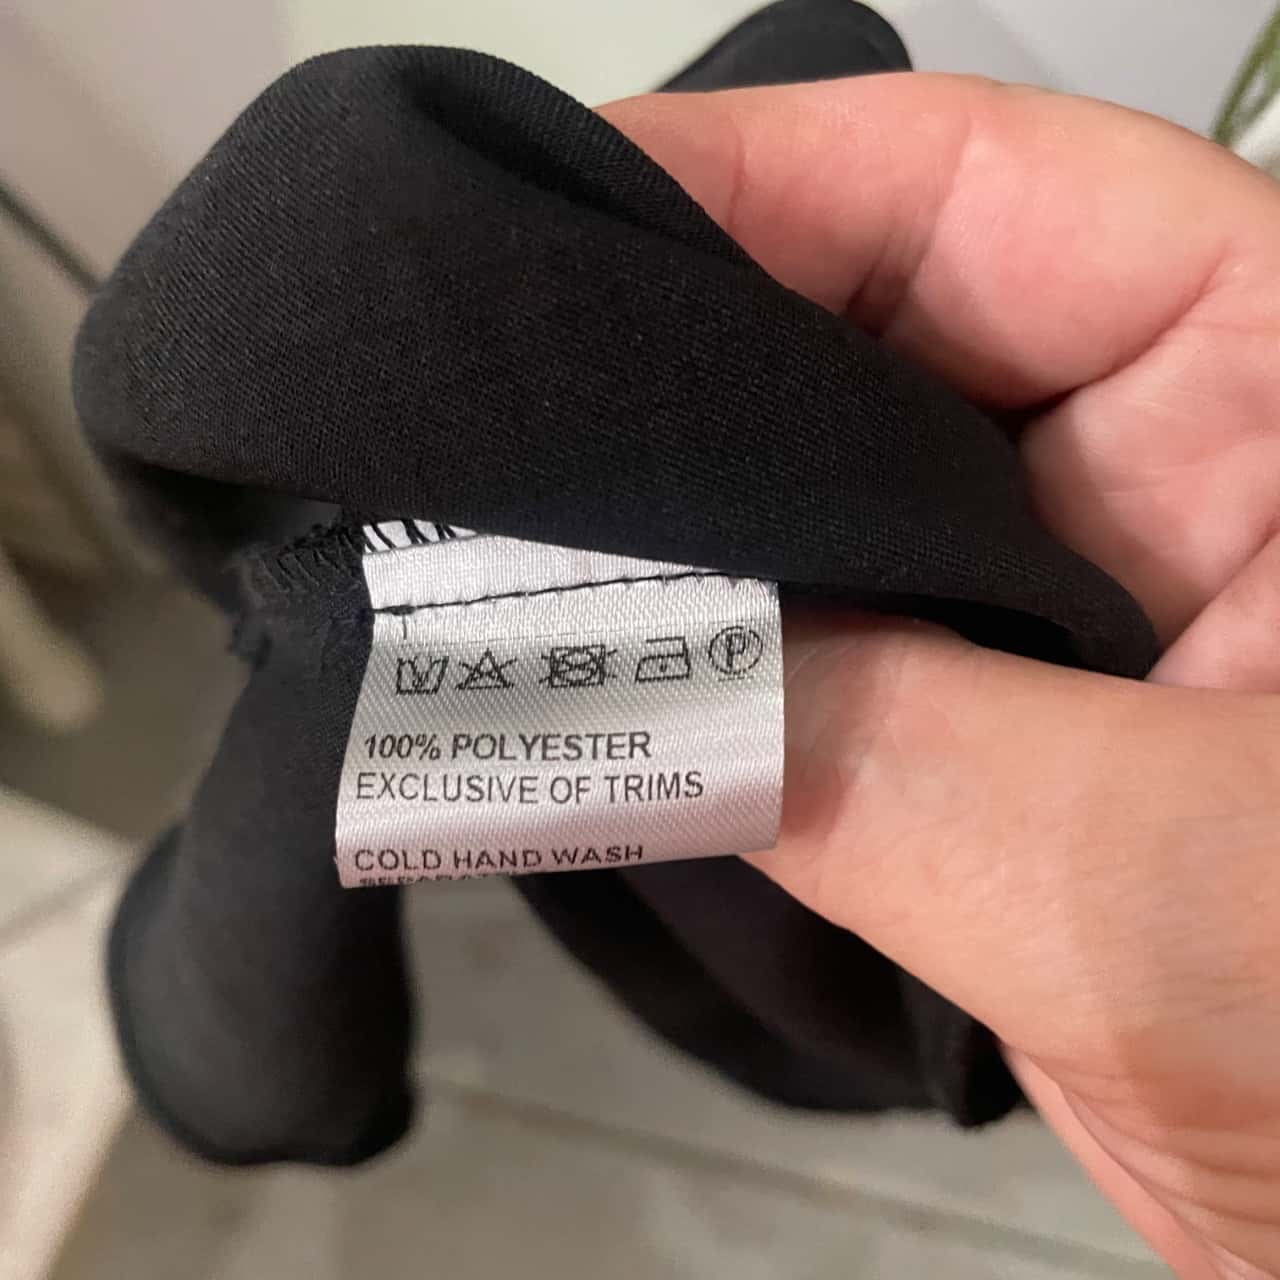 P
100% POLYESTER
EXCLUSIVE OF TRIMS
COLD HAND WASH